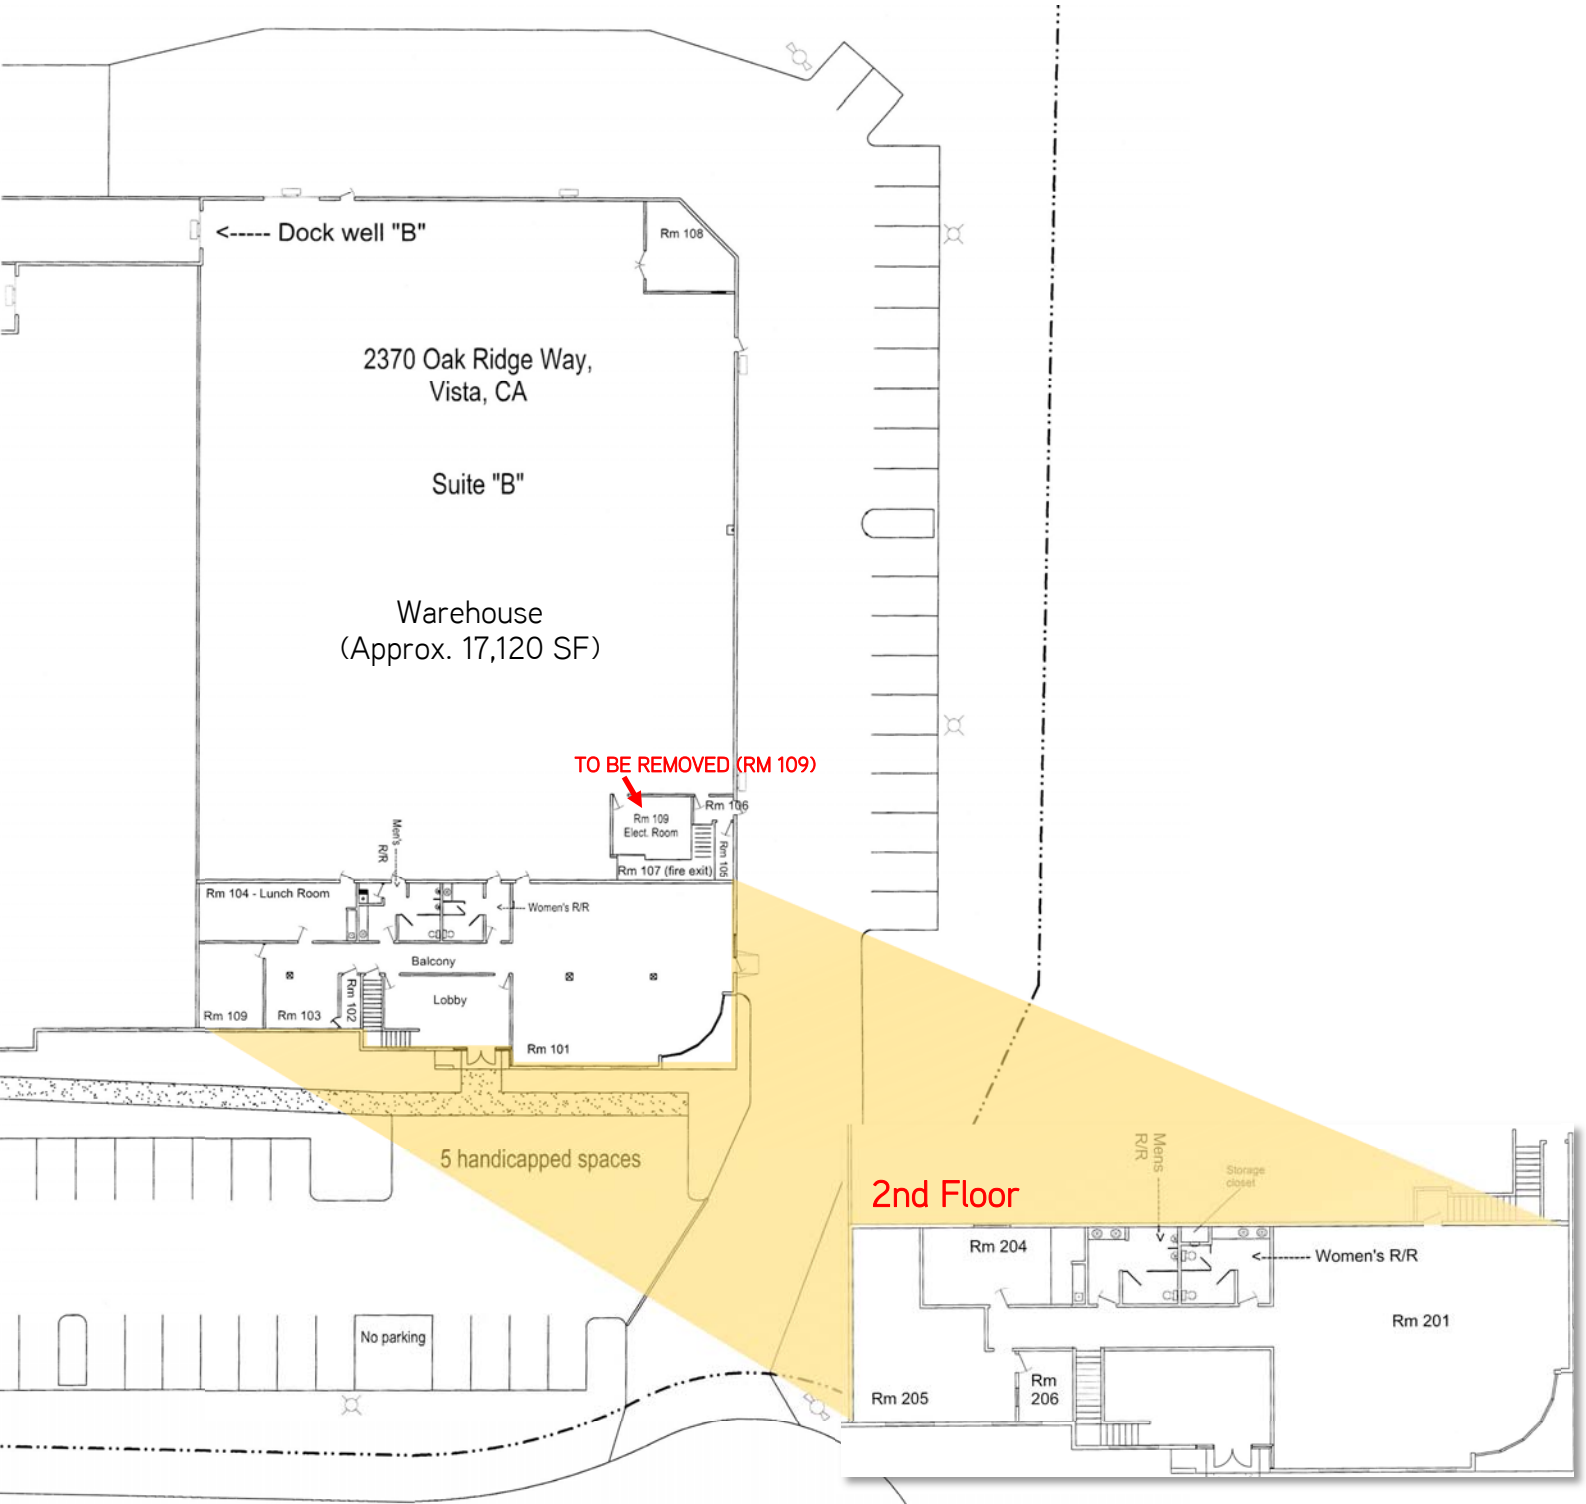 <----- Dock well "B"
Rm 108
2370 Oak Ridge Way,
Vista, CA
Suite "B"
Warehouse
(Approx. 17,120 SF)
TO BE REMOVED (RM 109)
Rm 106
Rm 109
Elect. Room
Rm 105
Rm 107 (fire exit)
Men's
R/R
Rm 104 - Lunch Room
<---- Women's R/R
Balcony
Lobby
Rm 102
Rm 109
Rm 103
Rm 101
5 handicapped spaces
No parking
2nd Floor
Mens
R/R
Storage
closet
Rm 204
<------- Women's R/R
Rm 201
Rm 205
Rm
206